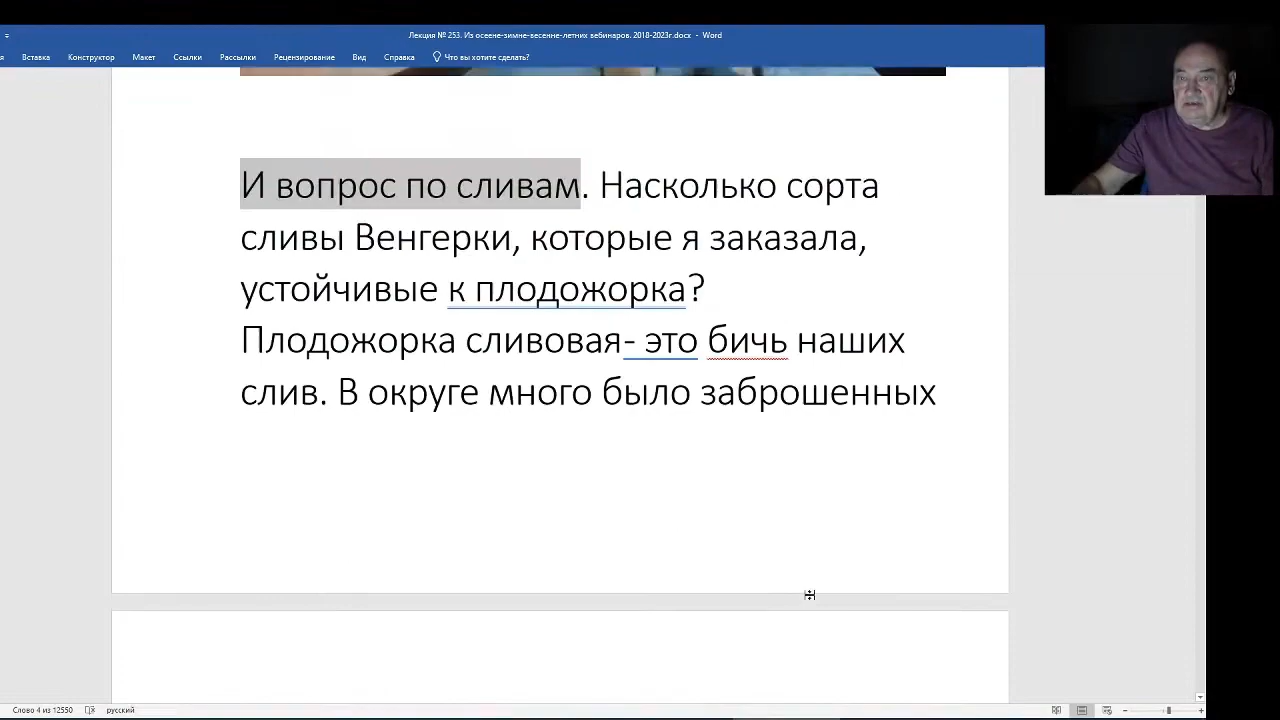 Лекция № 253. Из осеене-зимне-весенне-летних вебинаров. 2018-2023г.docx - Word
Вставка Конструктор Макет Ссылки Рассылки Рецензирование Вид Справка Что вы хотите сделать?
И вопрос по сливам. Насколько сорта
сливы Венгерки, которые я заказала,
устойчивые к плодожорка?
Плодожорка сливовая- это бичь наших
слив. В округе много было заброшенных
Слово 4 из 12550 русский